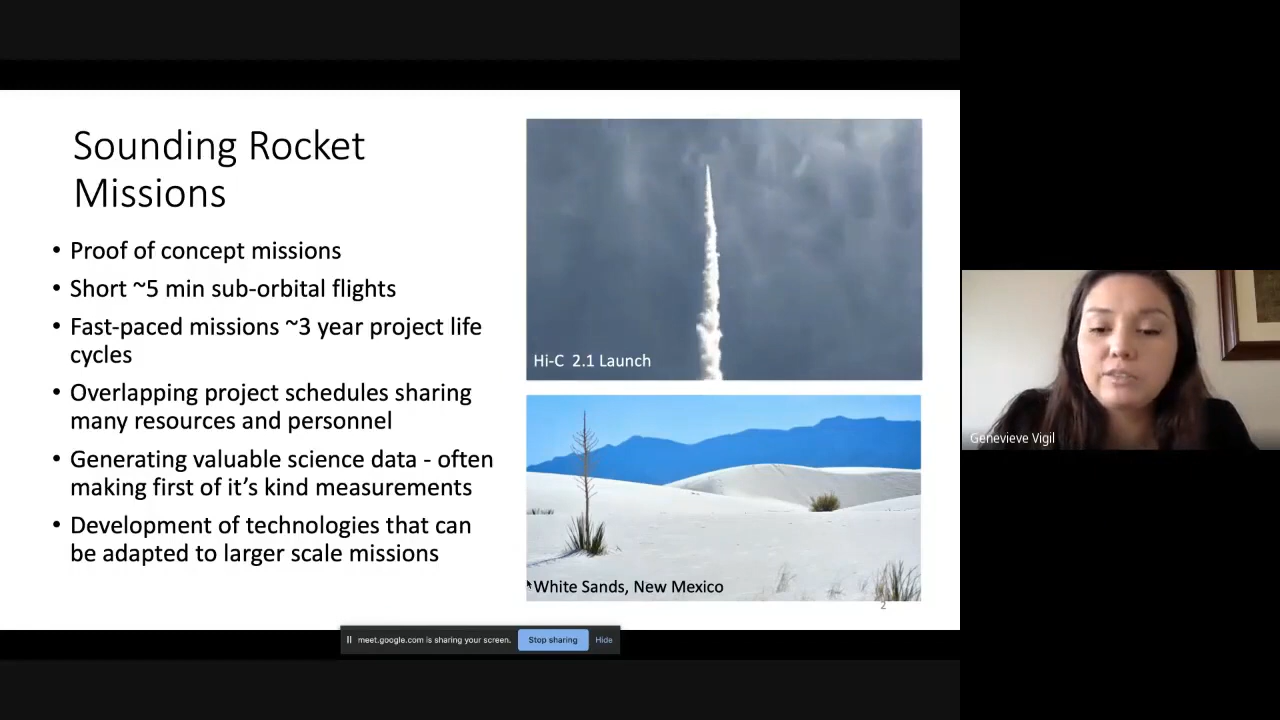 Sounding Rocket
Missions
• Proof of concept missions
• Short ~5 min sub-orbital flights
• Fast-paced missions ~3 year project life
cycles
• Overlapping project schedules sharing
many resources and personnel
• Generating valuable science data - often
making first of it’s kind measurements
• Development of technologies that can
be adapted to larger scale missions
Hi-C 2.1 Launch
White Sands, New Mexico
2
meet.google.com is sharing your screen.
Stop sharing
Hide
Genevieve Vigil